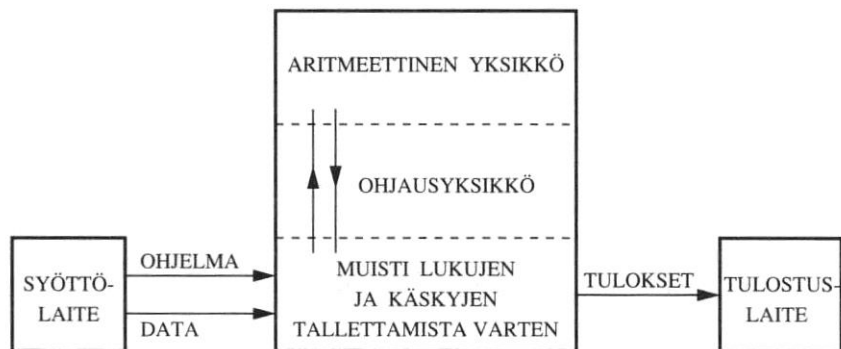 ARITMEETTINEN YKSIKKÖ
OHJAUSYKSIKKÖ
SYÖTTÖ-
LAITE
OHJELMA
DATA
MUISTI LUKUJEN
JA KÄSKYJEN
TALLETTAMISTA VARTEN
TULOKSET
TULOSTUS-
LAITE